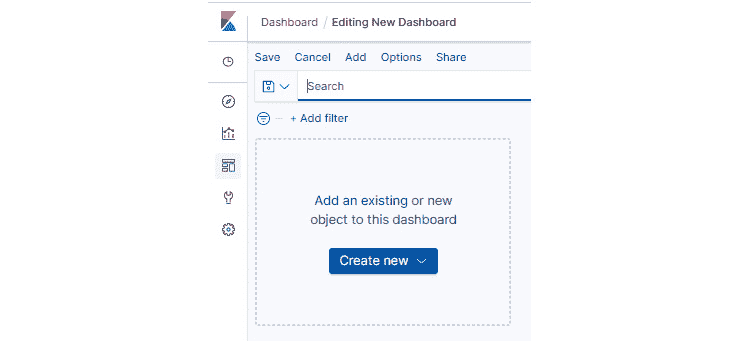 Dashboard / Editing New Dashboard
Save Cancel Add Options Share
Search
+ Add filter
Add an existing or new
object to this dashboard
Create new